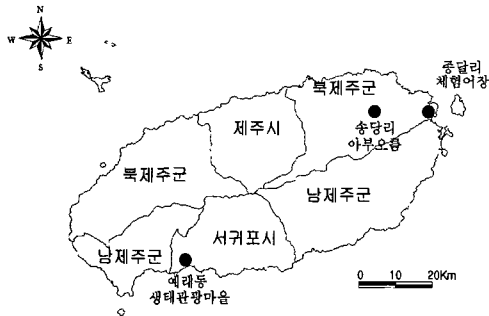 N
W E
S
종달리
체험어장
북제주군
제주시
송당리
아부오름
북제주군
남제주군
서귀포시
남제주군
예래동
생태관광마을
0 10 20Km